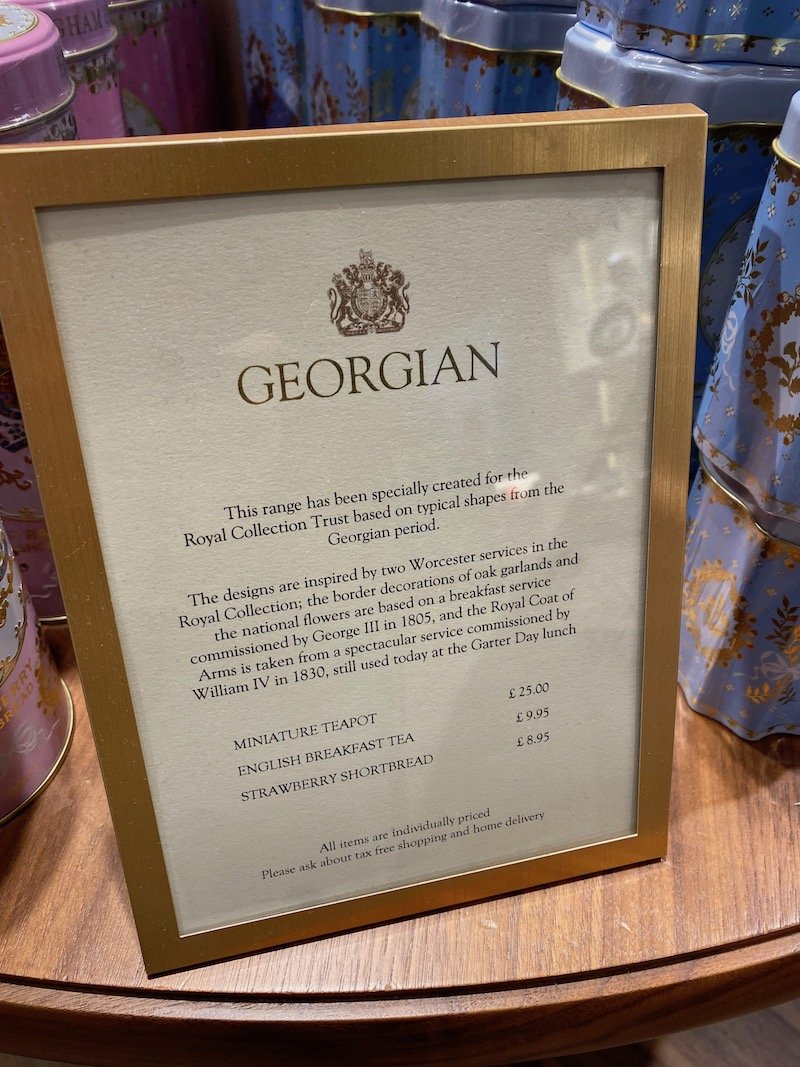 GHAM
HAM
GEORGIAN
This range has been specially created for the
Royal Collection Trust based on typical shapes from the
Georgian period.
The designs are inspired by two Worcester services in the
Royal Collection; the border decorations of oak garlands and
the national flowers are based on a breakfast service
commissioned by George III in 1805, and the Royal Coat of
Arms is taken from a spectacular service commissioned by
William IV in 1830, still used today at the Garter Day lunch
MINIATURE TEAPOT £ 25.00
ENGLISH BREAKFAST TEA £ 9.95
STRAWBERRY SHORTBREAD £ 8.95
All items are individually priced
Please ask about tax free shopping and home delivery